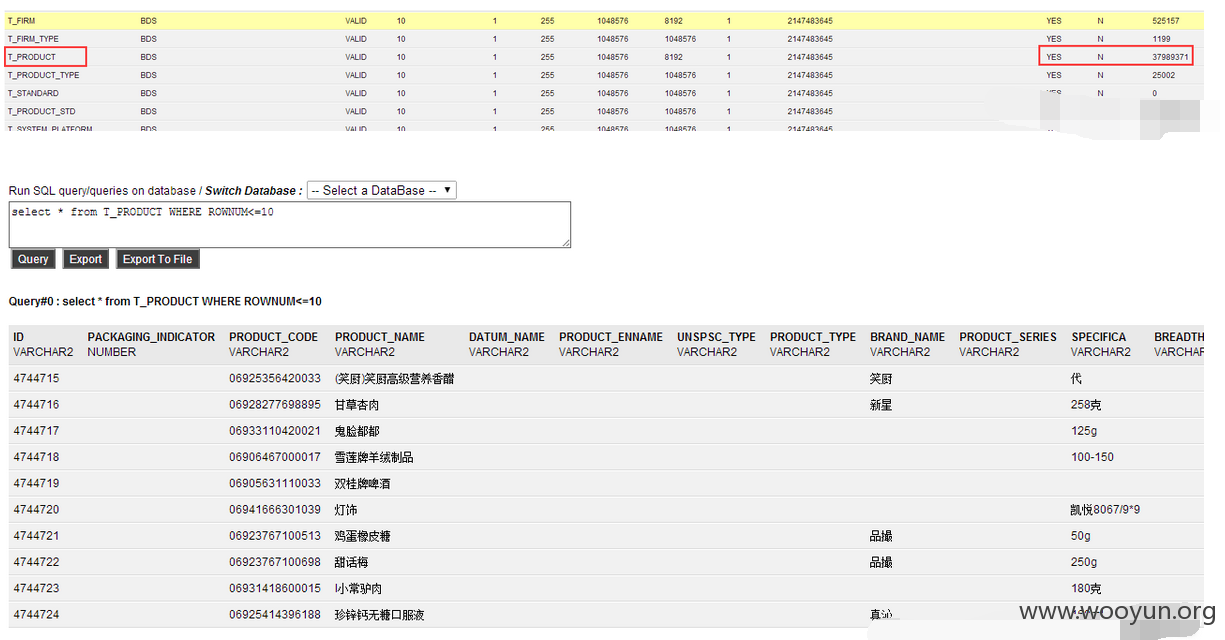 T_FIRM BDS VALID 10 1 255 1048576 8192 1 2147483645 YES N 525157
T_FIRM_TYPE BDS VALID 10 1 255 1048576 1048576 1 2147483645 YES N 1199
T_PRODUCT BDS VALID 10 1 255 1048576 8192 1 2147483645 YES N 37989371
T_PRODUCT_TYPE BDS VALID 10 1 255 1048576 1048576 1 2147483645 YES N 25002
T_STANDARD BDS VALID 10 1 255 1048576 1048576 1 2147483645 YES N 0
T_PRODUCT_STD BDS VALID 10 1 255 1048576 1048576 1 2147483645
T_SYSTEM_PLATFORM BDS VALID 10 1 255 1048576 1048576 1 2147483645
Run SQL query/queries on database / Switch Database : -- Select a DataBase --
select * from T_PRODUCT WHERE ROWNUM<=10
Query Export Export To File
Query#0 : select * from T_PRODUCT WHERE ROWNUM<=10
ID PACKAGING_INDICATOR PRODUCT_CODE PRODUCT_NAME DATUM_NAME PRODUCT_ENNAME UNSPSC_TYPE PRODUCT_TYPE BRAND_NAME PRODUCT_SERIES SPECIFICA BREADTH
VARCHAR2 NUMBER VARCHAR2 VARCHAR2 VARCHAR2 VARCHAR2 VARCHAR2 VARCHAR2 VARCHAR2 VARCHAR2 VARCHAR2 VARCHAR
4744715 06925356420033 (笑厨)笑厨高级营养香醋 笑厨 代
4744716 06928277698895 甘草杏肉 新星 258克
4744717 06933110420021 鬼脸都都 125g
4744718 06906467000017 雪莲牌羊绒制品 100-150
4744719 06905631110033 双桂牌啤酒
4744720 06941666301039 灯饰 凯悦8067/9*9
4744721 06923767100513 鸡蛋橡皮糖 品撮 50g
4744722 06923767100698 甜话梅 品撮 250g
4744723 06931418600015 小常驴肉 180克
4744724 06925414396188 珍锌钙无糖口服液 真沁
www.wooyun.org